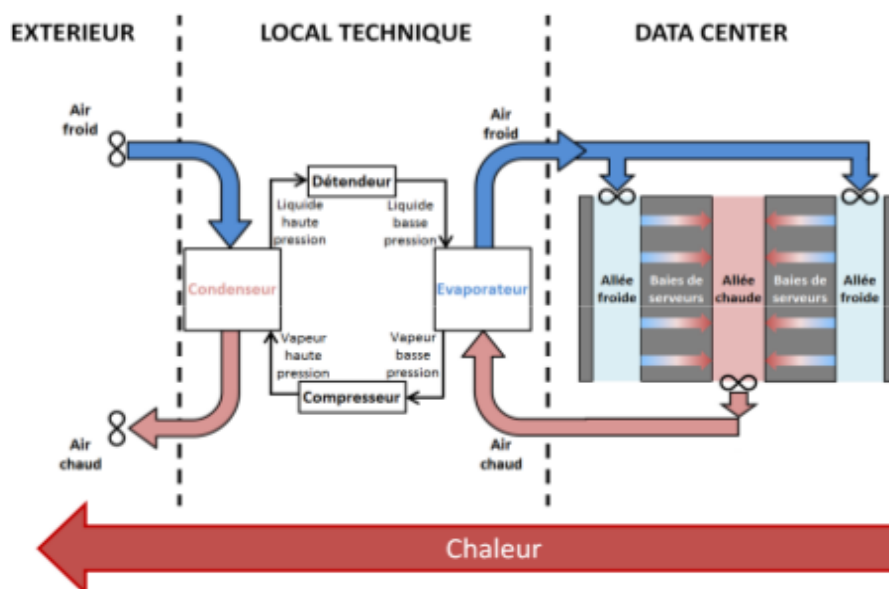 EXTERIEUR
LOCAL TECHNIQUE
DATA CENTER
Air
froid
Air
froid
Détendeur
Liquide
haute
pression
Liquide
basse
pression
Condenseur
Evaporateur
Vapeur
haute
pression
Vapeur
basse
pression
Compresseur
Allée
froide
Baies de
serveurs
Allée
chaude
Baies de
serveurs
Allée
froide
Air
chaud
Air
chaud
Chaleur